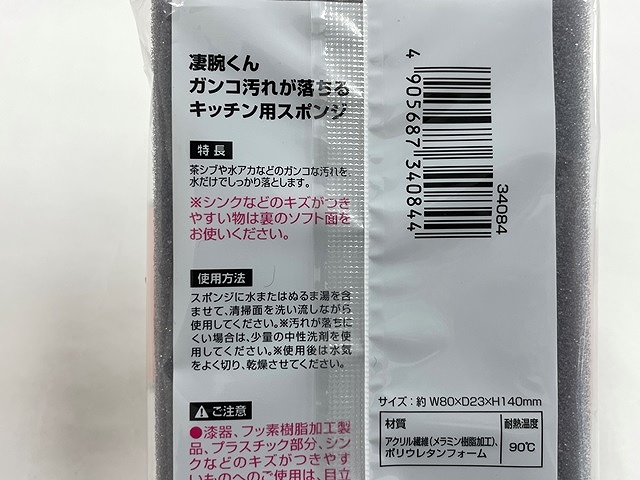 凄腕くん
ガンコ汚れが落ちる
キッチン用スポンジ
特長
茶シブや水アカなどのガンコな汚れを、
水だけでしっかり落とします。
※シンクなどのキズがつき
やすい物は裏のソフト面を
お使いください。
使用方法
スポンジに水またはぬるま湯を含
ませて、清掃面を洗い流しながら
使用してください。※汚れが落ちに
くい場合は、少量の中性洗剤を使
用してください。※使用後は水気
をよく切り、乾燥させてください。
ご注意
●漆器、フッ素樹脂加工製
品、プラスチック部分、シン
クなどのキズがつきやす
いものへのご使用は、目立
4 905687 340844
34084
サイズ：約 W80×D23×H140mm
材質
アクリル繊維(メラミン樹脂加工)、
ポリウレタンフォーム
耐熱温度
90℃